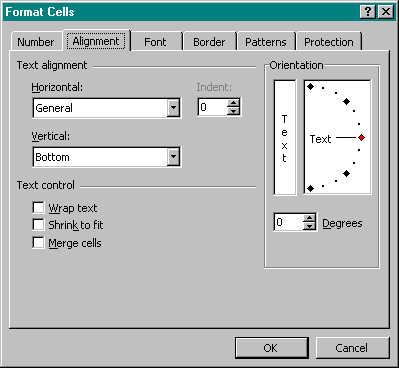 Format Cells
Number Alignment Font Border Patterns Protection
Text alignment
Horizontal: Indent:
General 0
Vertical:
Bottom
Text control
Wrap text
Shrink to fit
Merge cells
Orientation
Text
Text
0 Degrees
OK Cancel